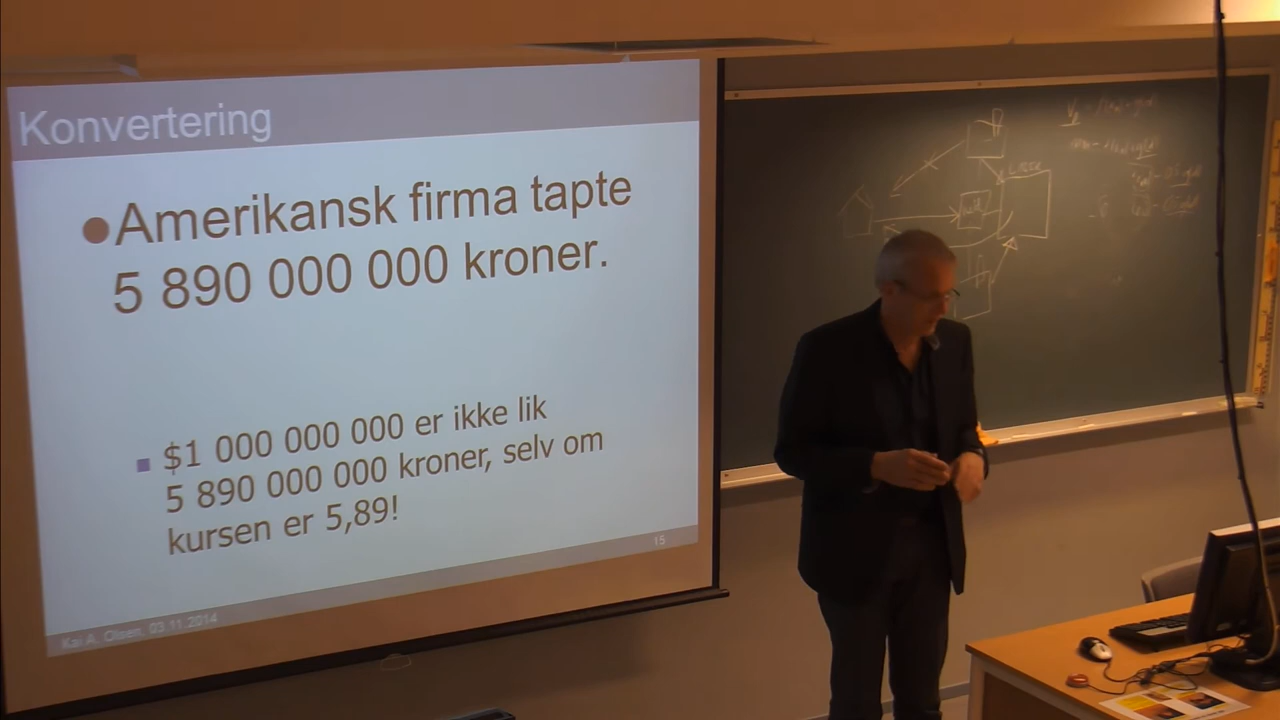 Konvertering
●Amerikansk firma tapte
5 890 000 000 kroner.
■ $1 000 000 000 er ikke lik
5 890 000 000 kroner, selv om
kursen er 5,89!
15
Kai A. Olsen, 03.11.2014